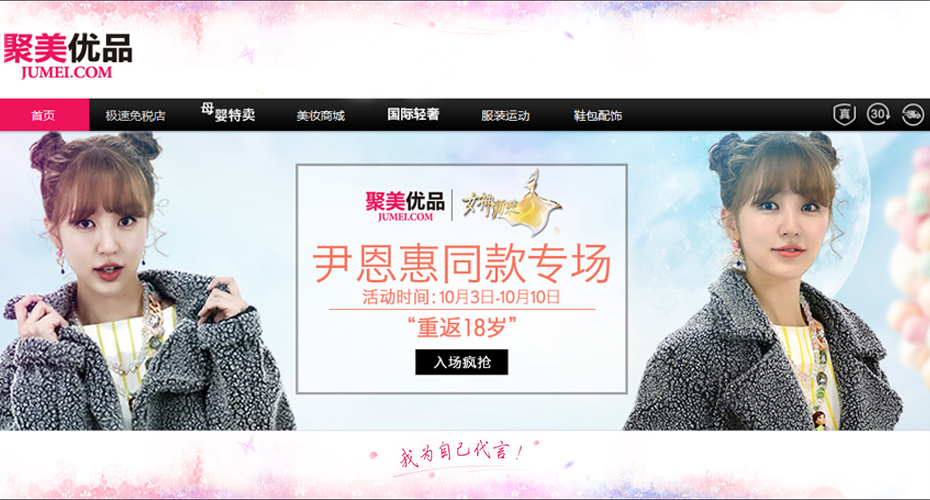 聚美优品
JUMEI.COM
首页 极速免税店 母婴特卖 美妆商城 国际轻奢 服装运动 鞋包配饰 真 30
聚美优品 女神新装
JUMEI.COM
尹恩惠同款专场
活动时间:10月3日-10月10日
“重返18岁”
入场疯抢
我为自己代言!